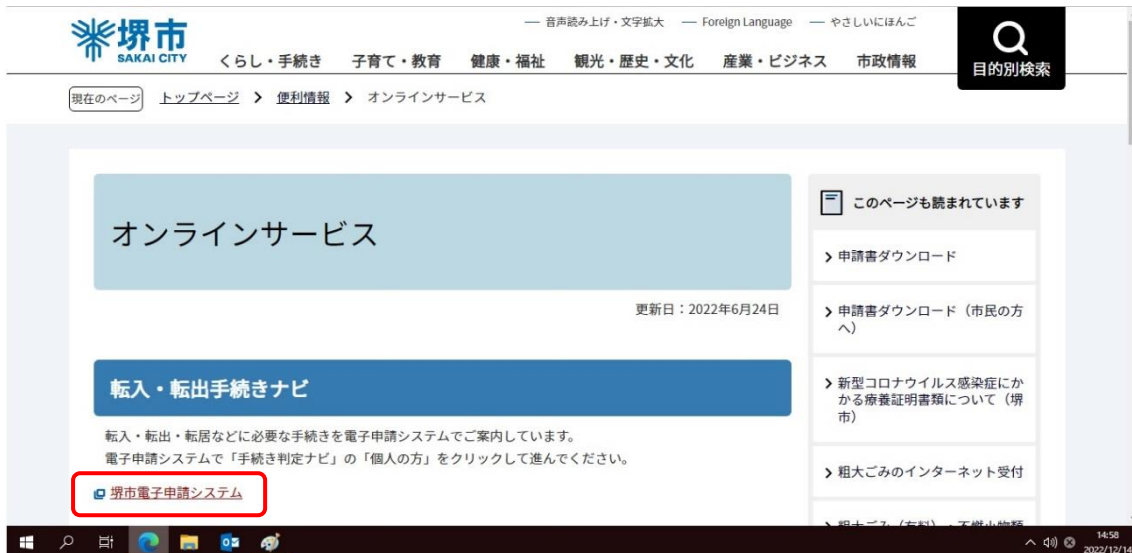 堺市
SAKAI CITY
― 音声読み上げ・文字拡大 ― Foreign Language ― やさしいにほんご
くらし・手続き 子育て・教育 健康・福祉 観光・歴史・文化 産業・ビジネス 市政情報
目的別検索
現在のページ トップページ > 便利情報 > オンラインサービス
オンラインサービス
更新日:2022年6月24日
転入・転出手続きナビ
転入・転出・転居などに必要な手続きを電子申請システムでご案内しています。
電子申請システムで「手続き判定ナビ」の「個人の方」をクリックして進んでください。
堺市電子申請システム
このページも読まれています
申請書ダウンロード
申請書ダウンロード(市民の方
へ)
新型コロナウイルス感染症にか
かる療養証明書類について(堺
市)
粗大ごみのインターネット受付
粗大ごみ(有料)・不燃小物類
14:58
2022/12/14